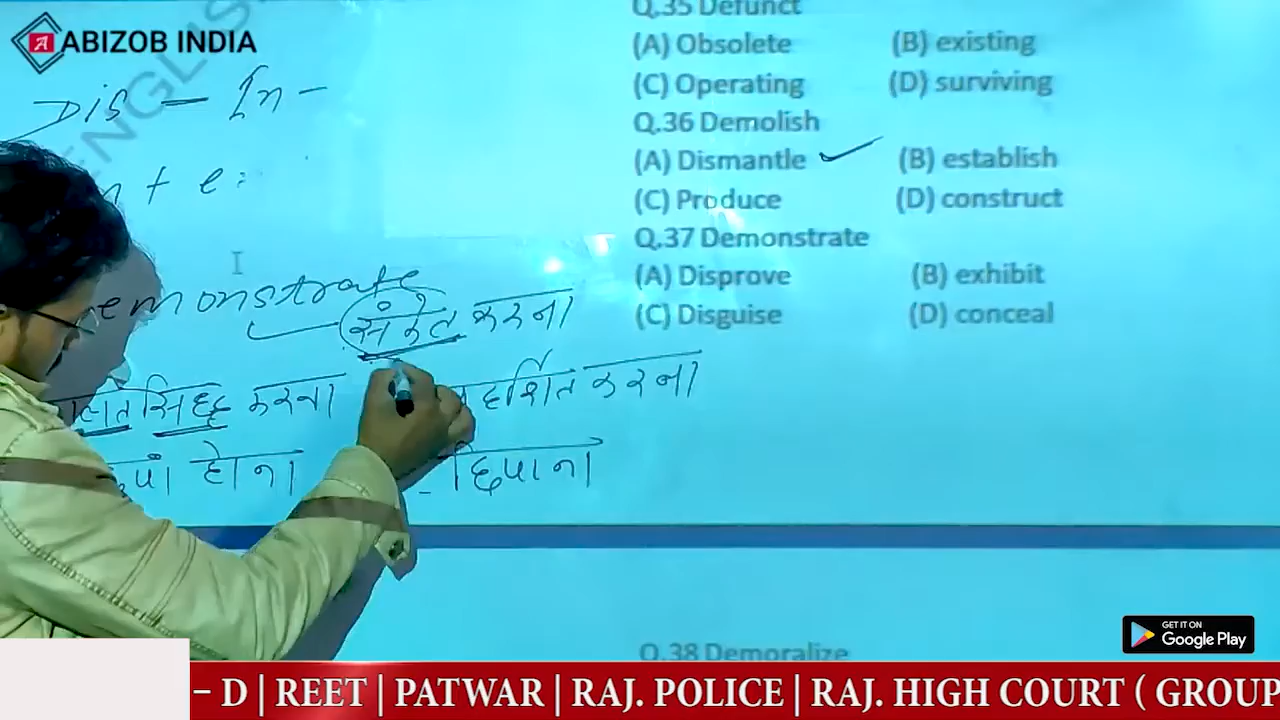 ABIZOB INDIA
ENGLIS
Dis - In -
+ e:
emonstrate
संकेत करना
सिद्ध करना
दर्शित करना
होना
छिपाना
Q.35 Defunct
(A) Obsolete (B) existing
(C) Operating (D) surviving
Q.36 Demolish
(A) Dismantle (B) establish
(C) Produce (D) construct
Q.37 Demonstrate
(A) Disprove (B) exhibit
(C) Disguise (D) conceal
Q.38 Demoralize
GET IT ON
Google Play
– D | REET | PATWAR | RAJ. POLICE | RAJ. HIGH COURT ( GROUP